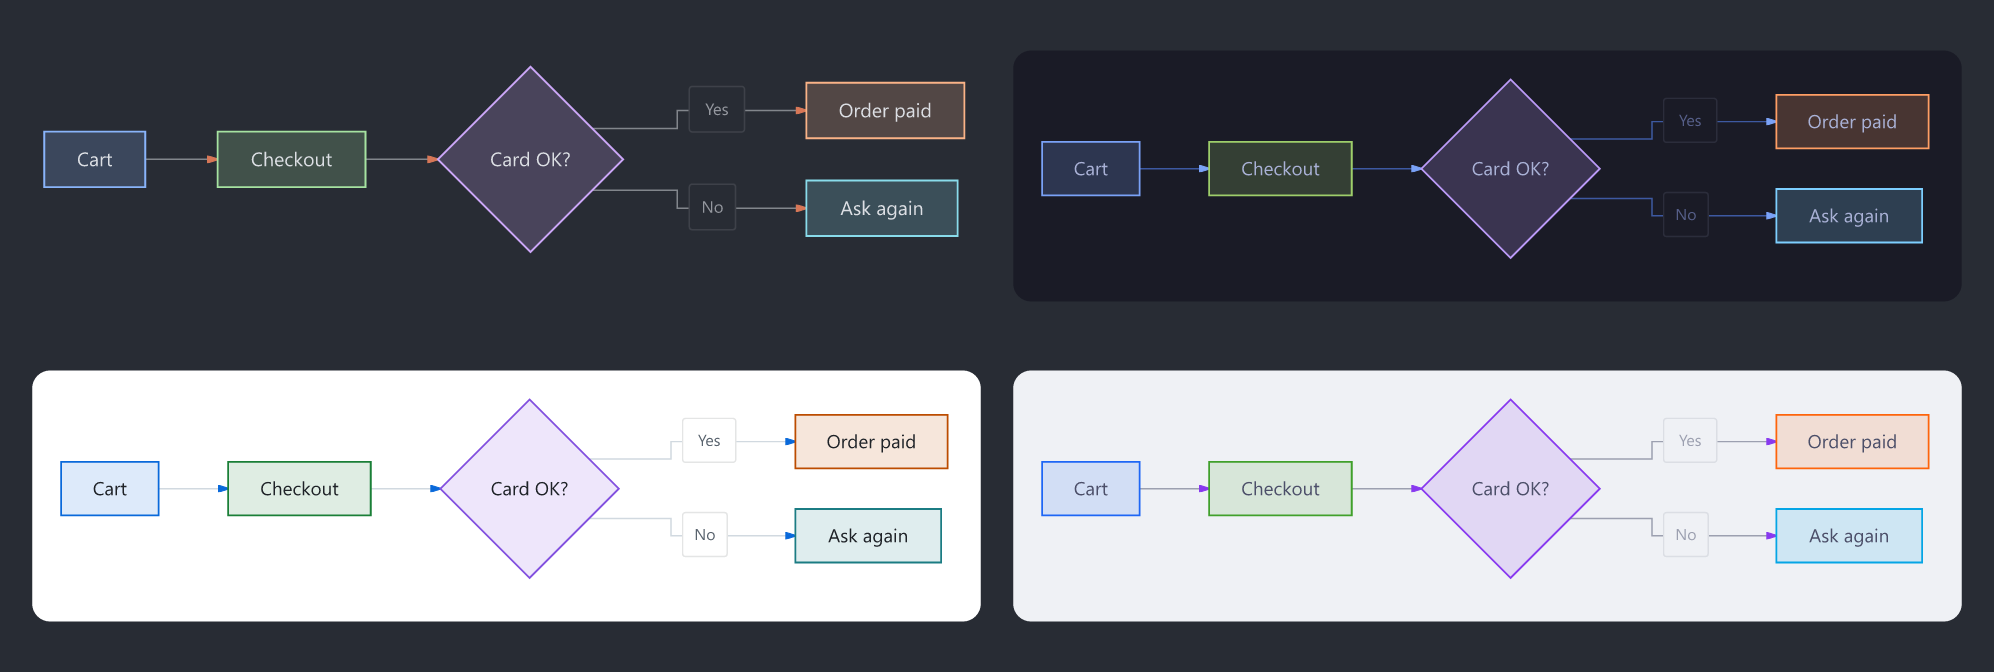 Cart
Checkout
Card OK?
Yes
Order paid
No
Ask again
Cart
Checkout
Card OK?
Yes
Order paid
No
Ask again
Cart
Checkout
Card OK?
Yes
Order paid
No
Ask again
Cart
Checkout
Card OK?
Yes
Order paid
No
Ask again